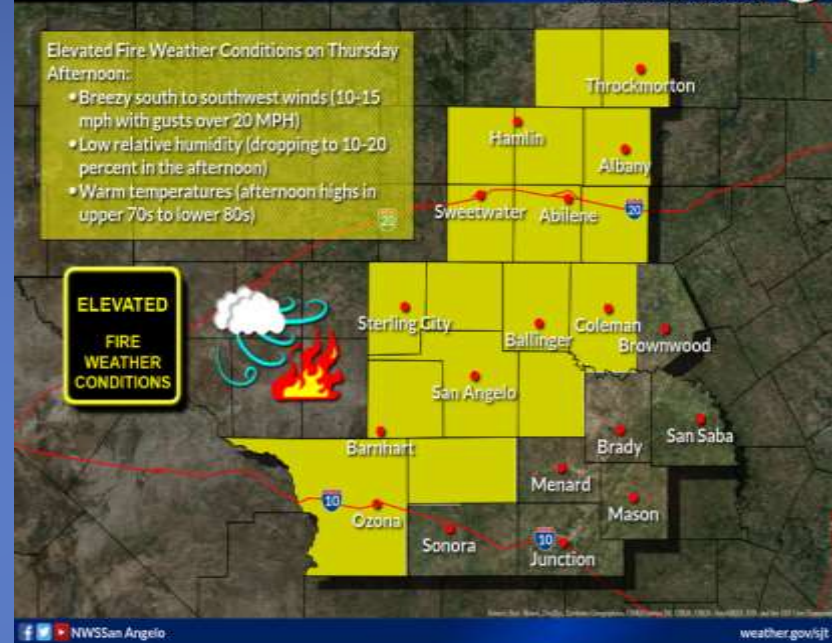 Elevated Fire Weather Conditions on Thursday
Afternoon:
•Breezy south to southwest winds (10-15
mph with gusts over 20 MPH)
•Low relative humidity (dropping to 10-20
percent in the afternoon)
•Warm temperatures (afternoon highs in
upper 70s to lower 80s)
20
ELEVATED
FIRE
WEATHER
CONDITIONS
Throckmorton
Hamlin
Albany
Sweetwater
Abilene
20
Sterling City
Ballinger
Coleman
Brownwood
San Angelo
Barnhart
Brady
San Saba
Menard
10
Ozona
Mason
Sonora
10
Junction
NWSSan Angelo
weather.gov/sjt